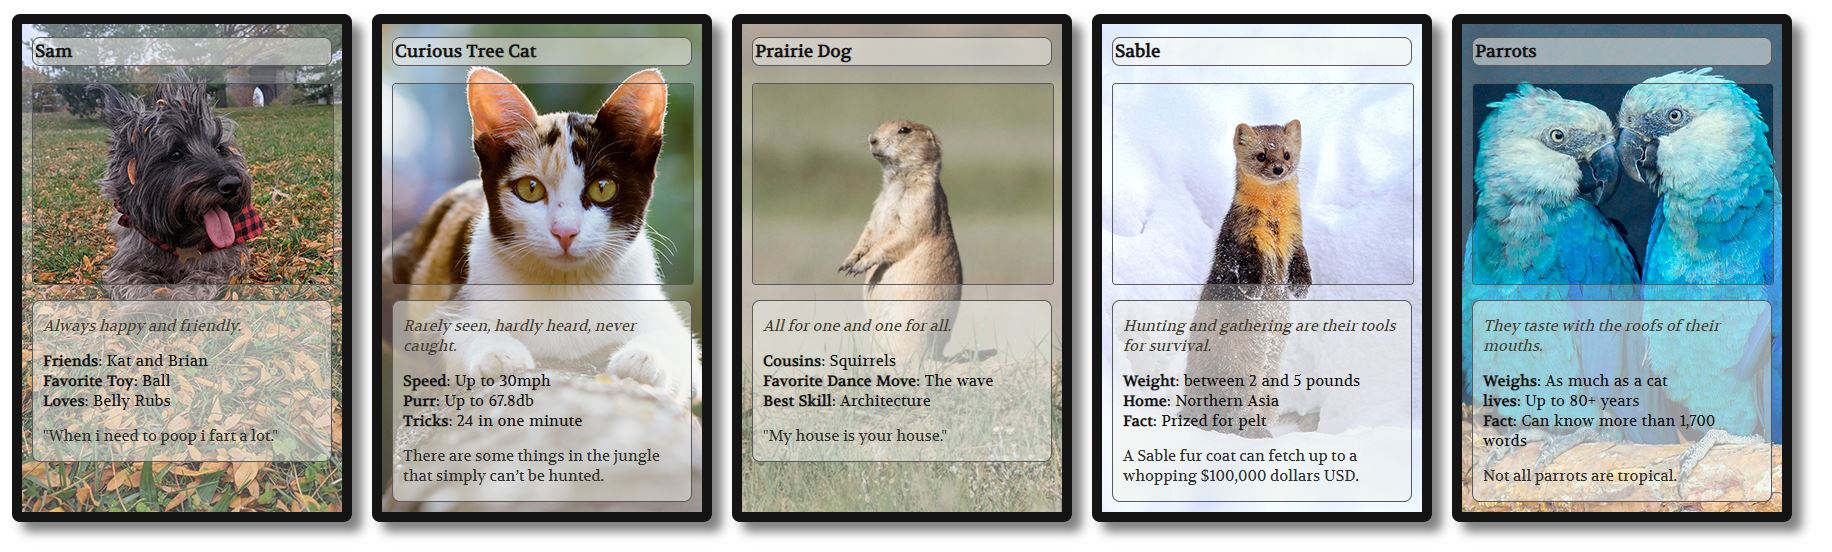 Sam
Always happy and friendly.
Friends: Kat and Brian
Favorite Toy: Ball
Loves: Belly Rubs
"When i need to poop i fart a lot."
Curious Tree Cat
Rarely seen, hardly heard, never
caught.
Speed: Up to 30mph
Purr: Up to 67.8db
Tricks: 24 in one minute
There are some things in the jungle
that simply can’t be hunted.
Prairie Dog
All for one and one for all.
Cousins: Squirrels
Favorite Dance Move: The wave
Best Skill: Architecture
"My house is your house."
Sable
Hunting and gathering are their tools
for survival.
Weight: between 2 and 5 pounds
Home: Northern Asia
Fact: Prized for pelt
A Sable fur coat can fetch up to a
whopping $100,000 dollars USD.
Parrots
They taste with the roofs of their
mouths.
Weighs: As much as a cat
lives: Up to 80+ years
Fact: Can know more than 1,700
words
Not all parrots are tropical.